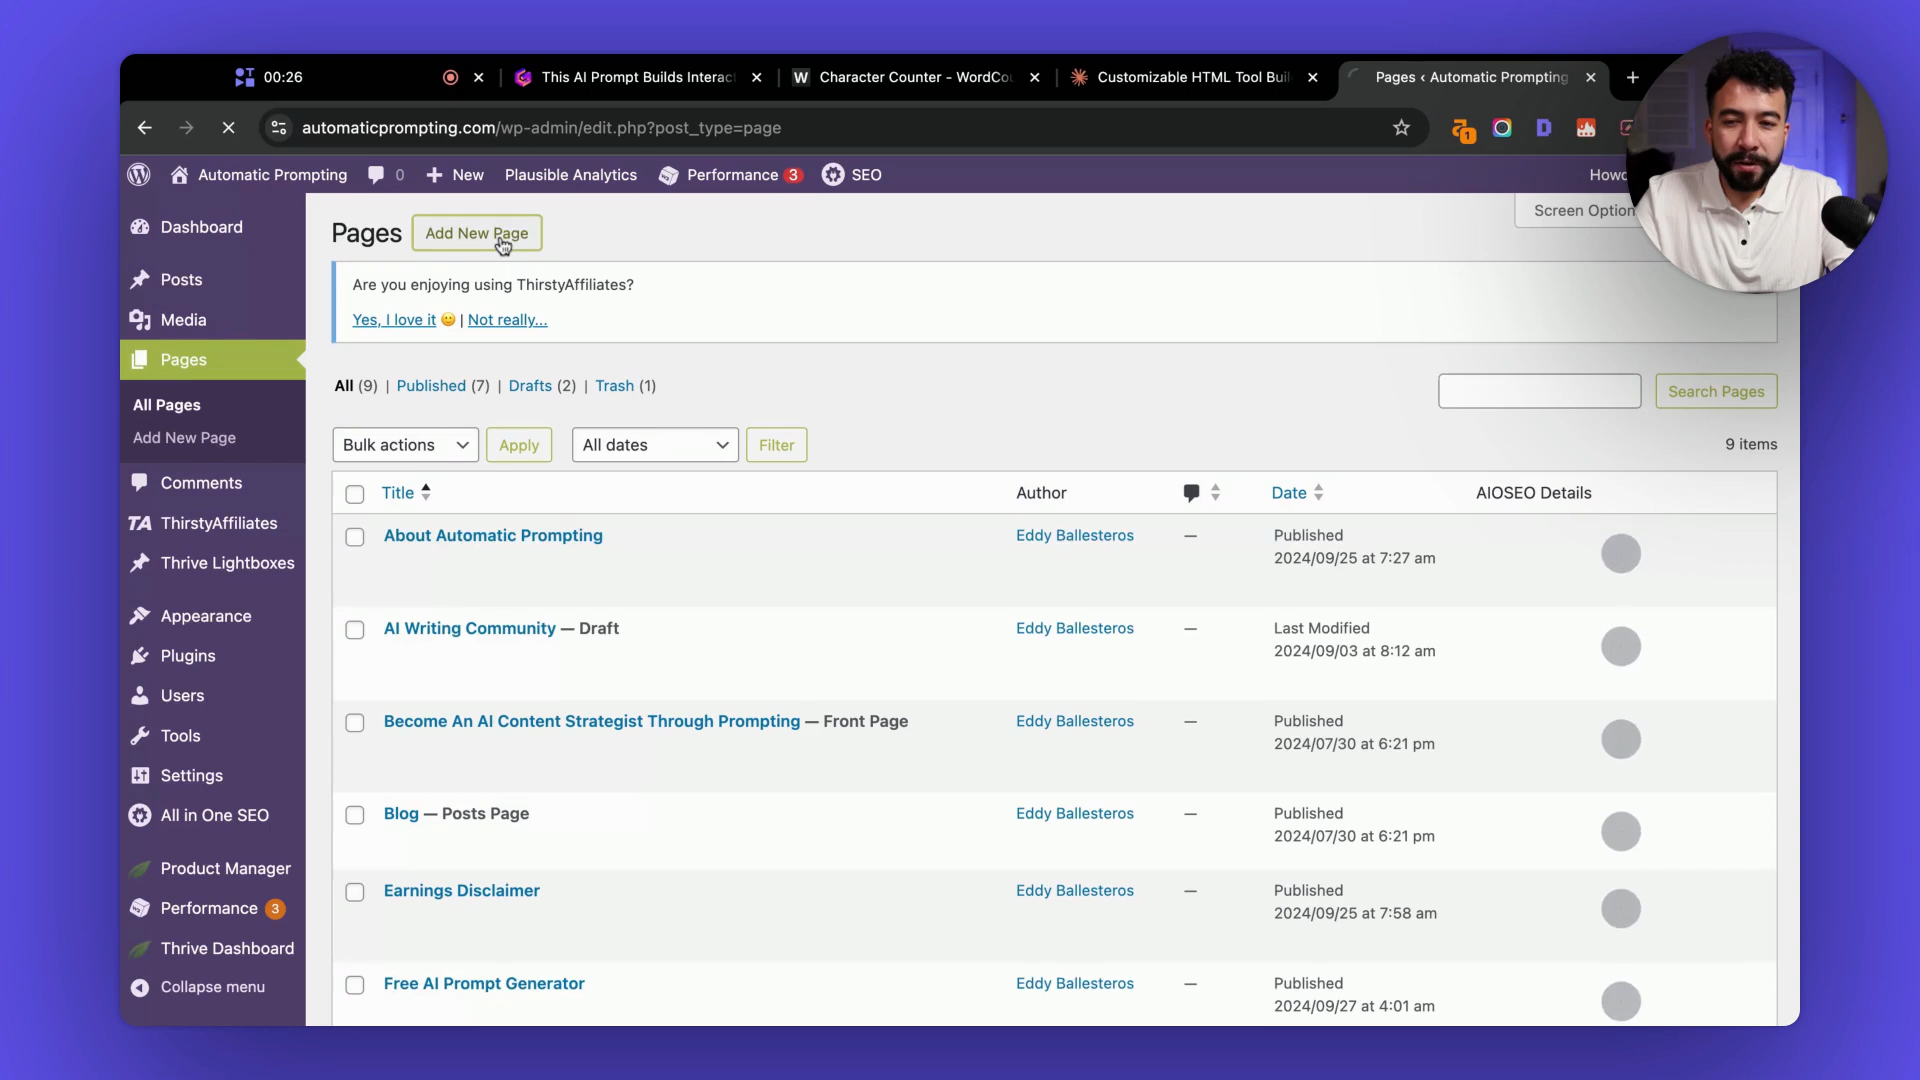 00:26
This AI Prompt Builds Interac
Character Counter - WordCo
Customizable HTML Tool Buil
Pages ‹ Automatic Prompting
automaticprompting.com/wp-admin/edit.php?post_type=page
1
Automatic Prompting
0
New
Plausible Analytics
Performance 3
SEO
Howd
Dashboard
Posts
Media
Pages
All Pages
Add New Page
Comments
TA ThirstyAffiliates
Thrive Lightboxes
Appearance
Plugins
Users
Tools
Settings
All in One SEO
Product Manager
Performance 3
Thrive Dashboard
Collapse menu
Pages
Add New Page
Screen Option
Are you enjoying using ThirstyAffiliates?
Yes, I love it 🙂 | Not really...
All (9) | Published (7) | Drafts (2) | Trash (1)
Search Pages
Bulk actions
Apply
All dates
Filter
9 items
Title Author Date AIOSEO Details
About Automatic Prompting Eddy Ballesteros — Published
2024/09/25 at 7:27 am
AI Writing Community — Draft Eddy Ballesteros — Last Modified
2024/09/03 at 8:12 am
Become An AI Content Strategist Through Prompting — Front Page Eddy Ballesteros — Published
2024/07/30 at 6:21 pm
Blog — Posts Page Eddy Ballesteros — Published
2024/07/30 at 6:21 pm
Earnings Disclaimer Eddy Ballesteros — Published
2024/09/25 at 7:58 am
Free AI Prompt Generator Eddy Ballesteros — Published
2024/09/27 at 4:01 am